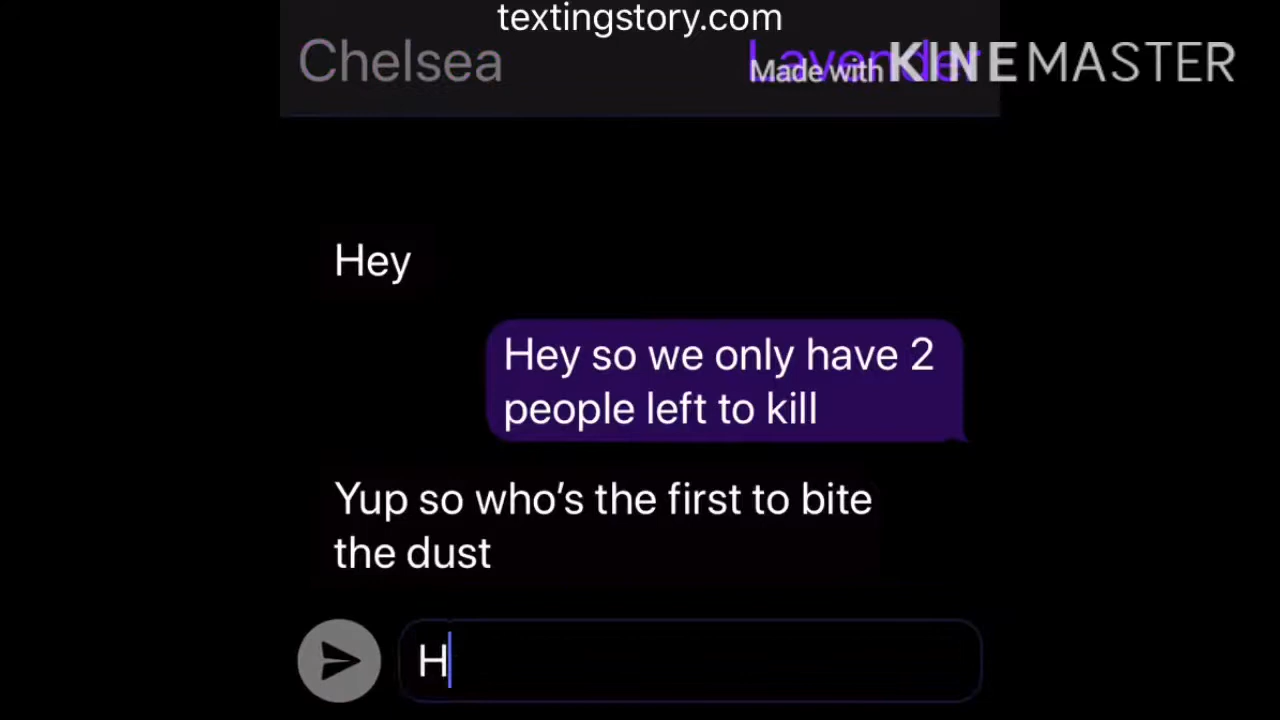 textingstory.com
Chelsea
Lavender
Made with KINEMASTER
Hey
Hey so we only have 2
people left to kill
Yup so who’s the first to bite
the dust
H